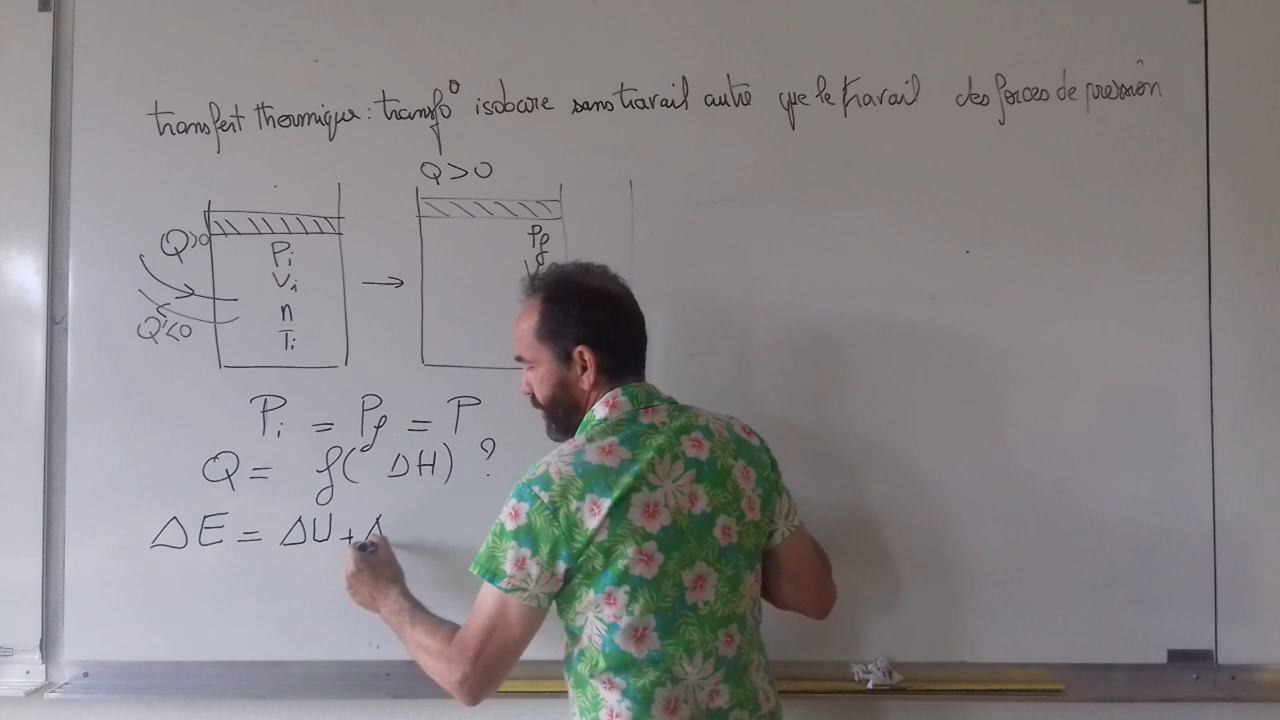 transfert thermique : transfo° isobare sans travail autre que le travail des forces de pression
Q > 0
Q>0
Pi
Vi
n
Ti
Q<0
→
Pf
V
Pi = Pf = P
Q = f( ΔH) ?
ΔE = ΔU + Δ